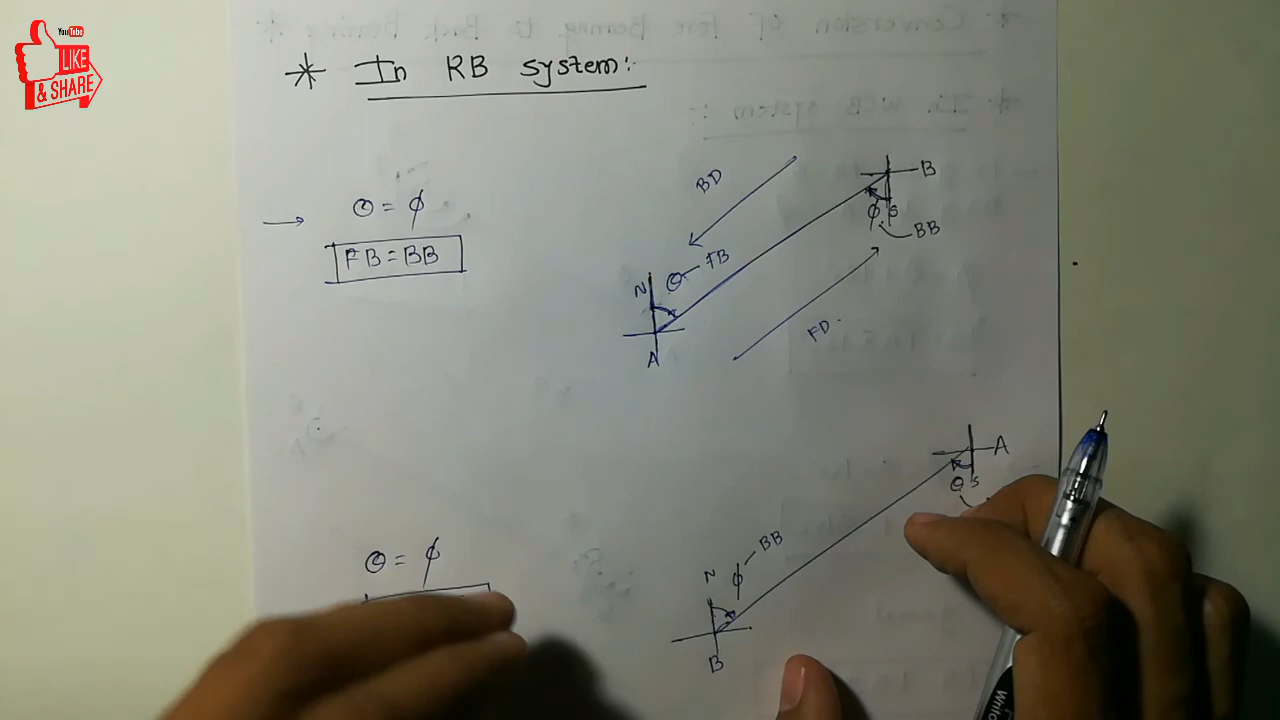 YouTube
LIKE
& SHARE
* In RB system:
→ θ = φ
FB = BB
BD
B
φ S
BB
N θ FB
A
FD
A
θ S
θ = φ
BB
N φ
B